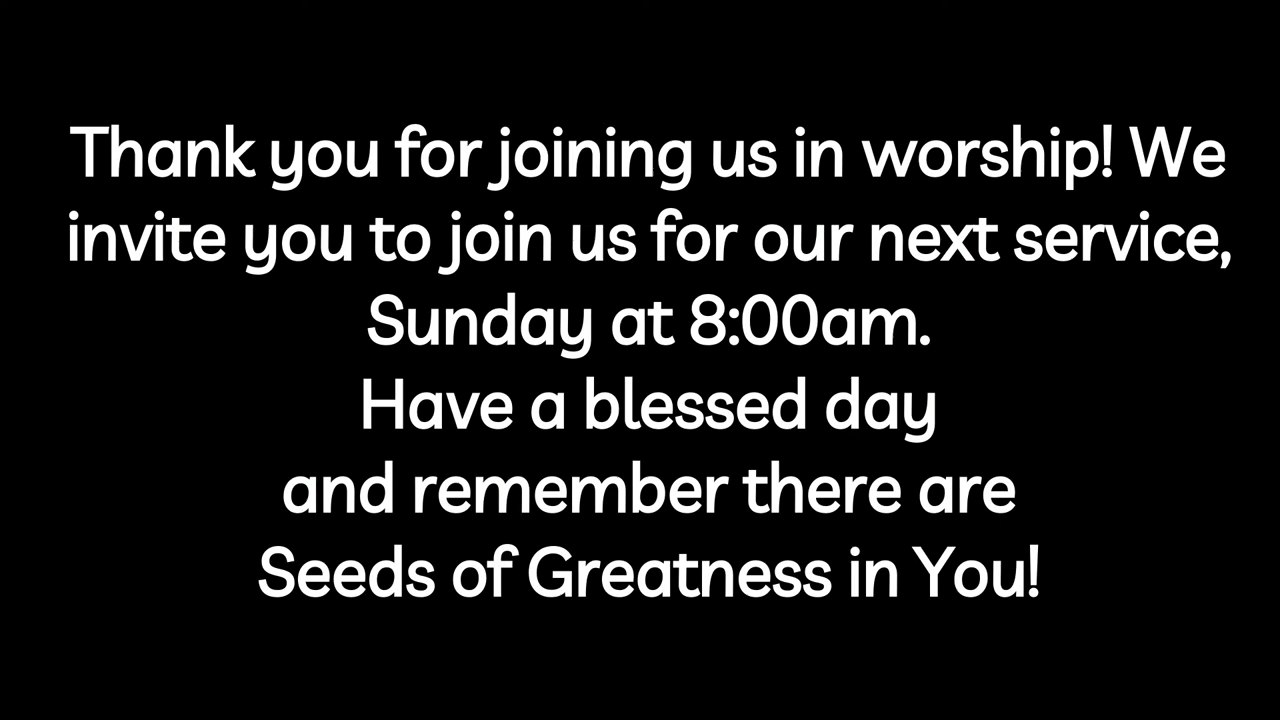 Thank you for joining us in worship! We
invite you to join us for our next service,
Sunday at 8:00am.
Have a blessed day
and remember there are
Seeds of Greatness in You!